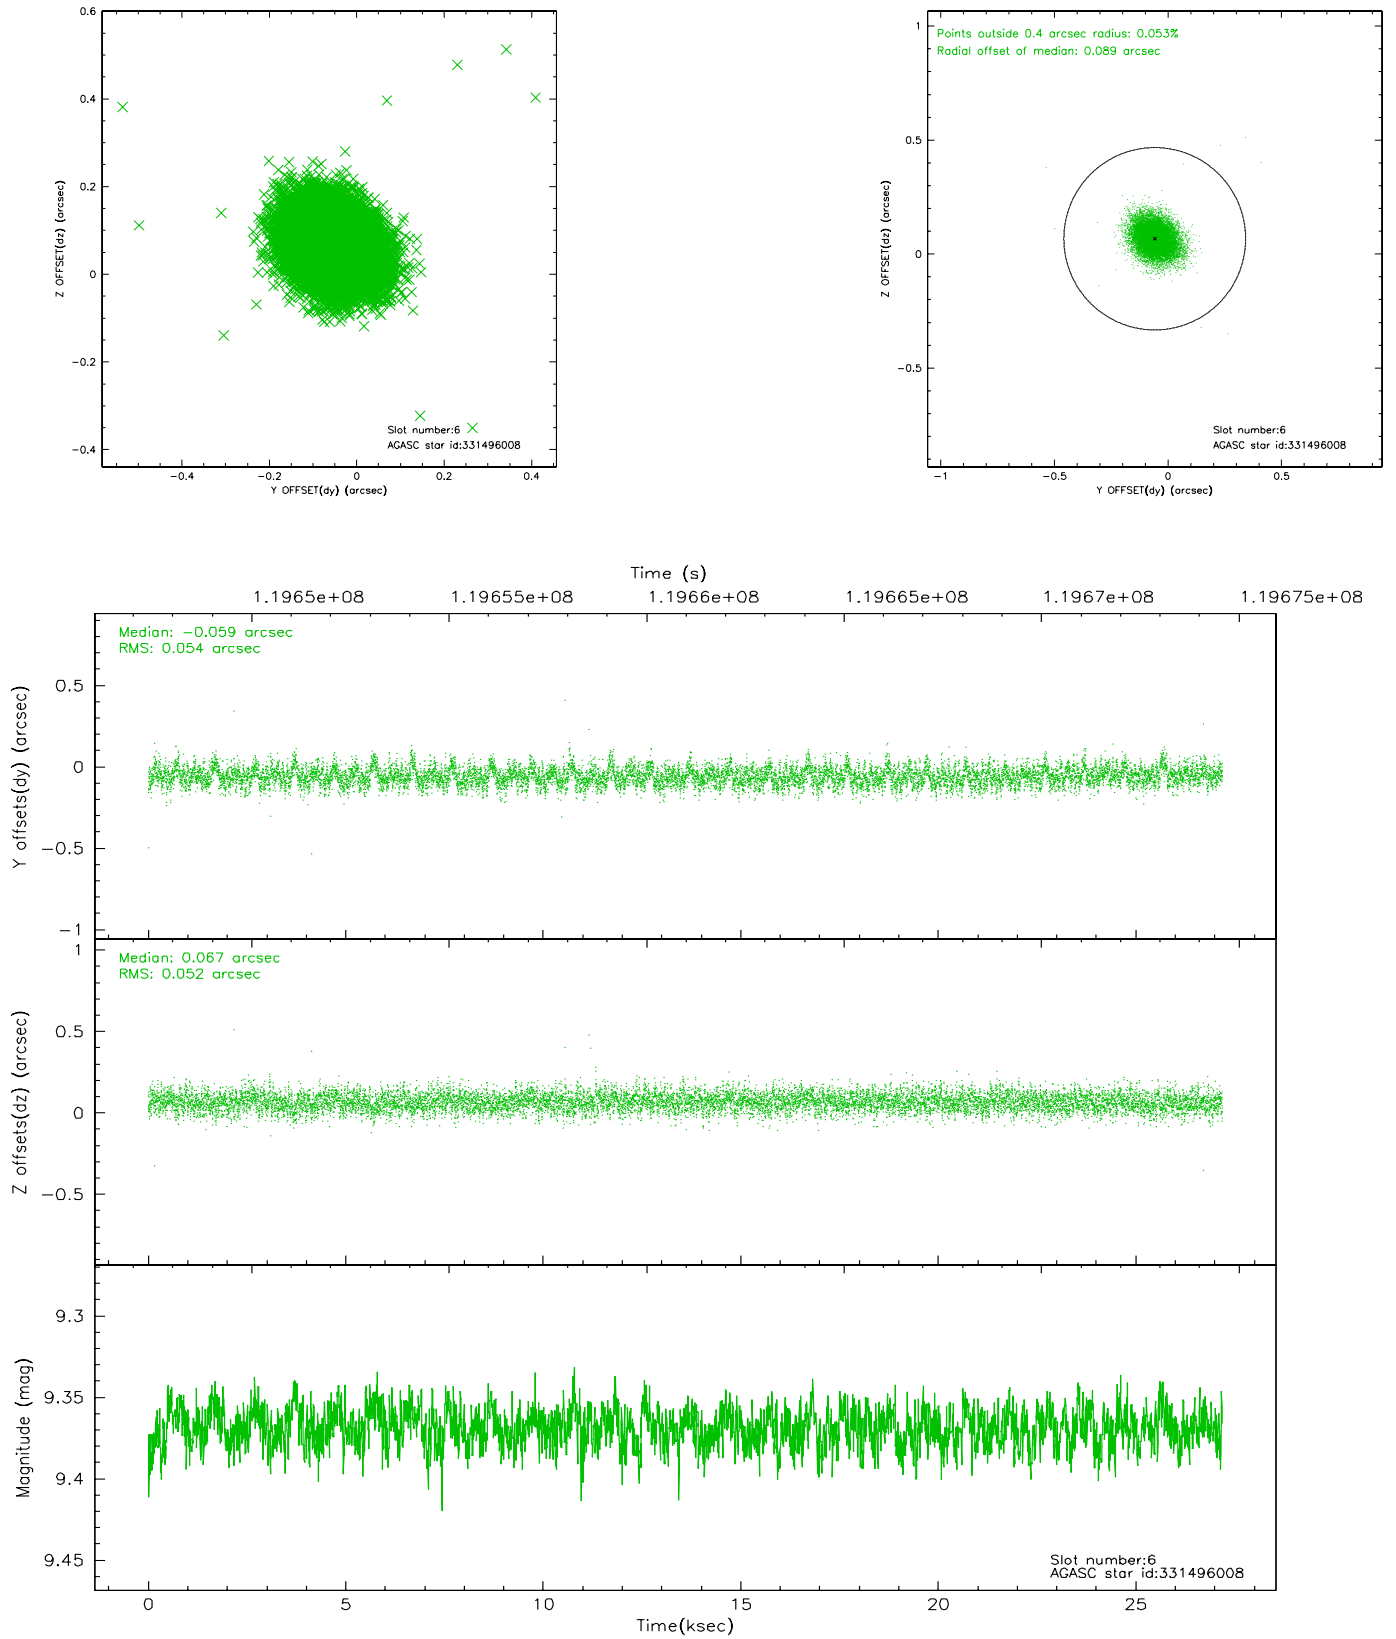 0.6
0.4
0.2
0
−0.2
−0.4
Z OFFSET(dz) (arcsec)
−0.4
−0.2
0
0.2
0.4
Y OFFSET(dy) (arcsec)
Slot number:6
AGASC star id:331496008
Points outside 0.4 arcsec radius: 0.053%
Radial offset of median: 0.089 arcsec
1
0.5
0
−0.5
Z OFFSET(dz) (arcsec)
−1
−0.5
0
0.5
Y OFFSET(dy) (arcsec)
Slot number:6
AGASC star id:331496008
Time (s)
1.1965e+08
1.19655e+08
1.1966e+08
1.19665e+08
1.1967e+08
1.19675e+08
Median: −0.059 arcsec
RMS: 0.054 arcsec
0.5
0
−0.5
−1
Y offsets(dy) (arcsec)
Median: 0.067 arcsec
RMS: 0.052 arcsec
1
0.5
0
−0.5
Z offsets(dz) (arcsec)
9.3
9.35
9.4
9.45
Magnitude (mag)
Slot number:6
AGASC star id:331496008
0
5
10
15
20
25
Time(ksec)